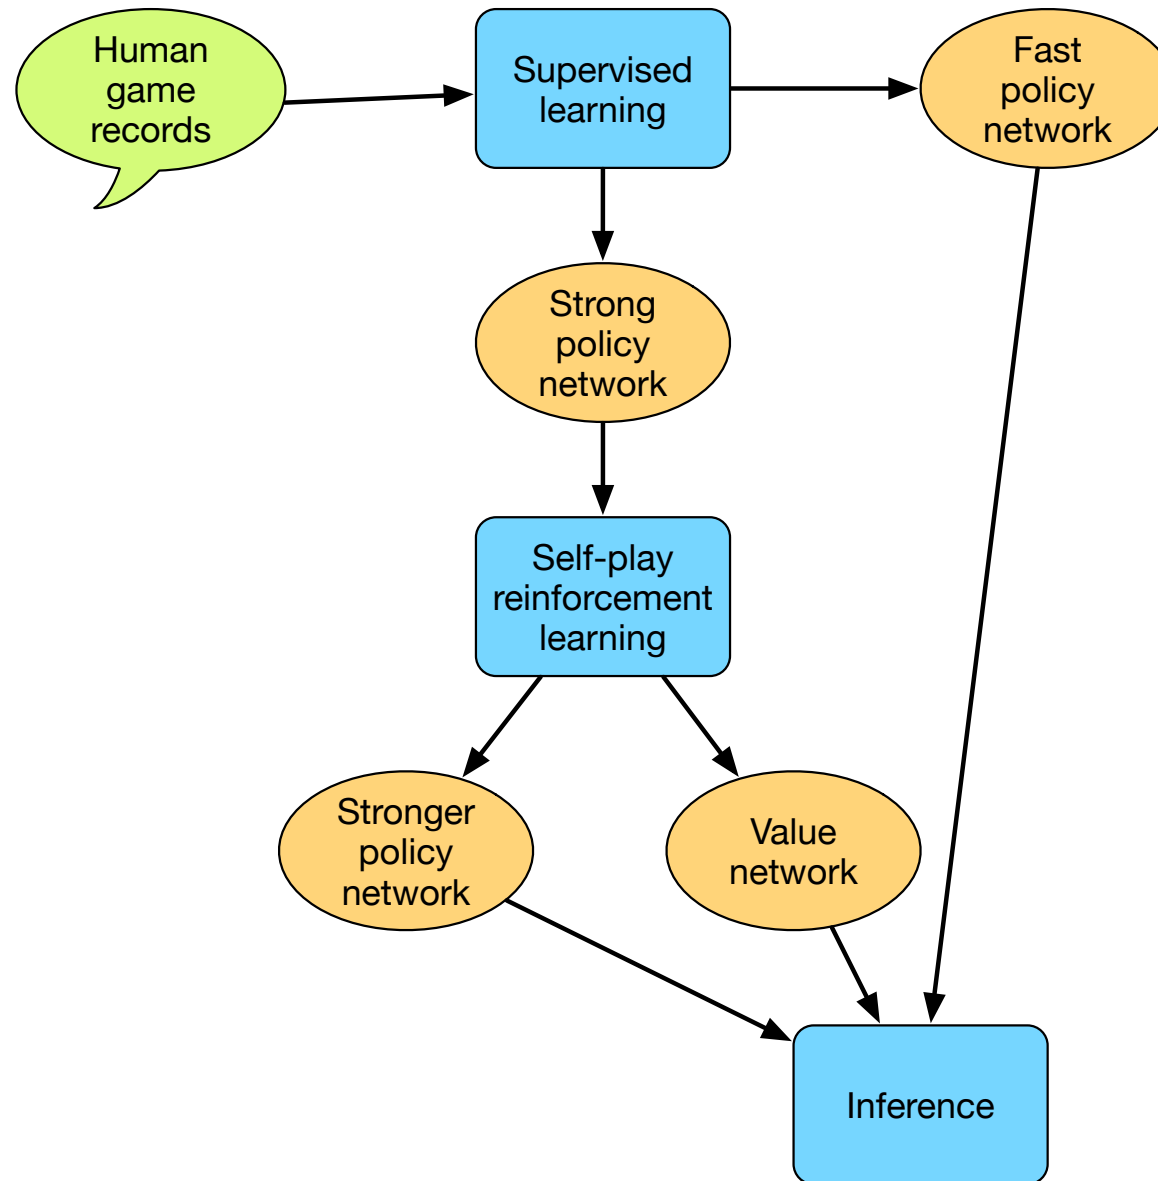 Human
game
records
Supervised
learning
Fast
policy
network
Strong
policy
network
Self-play
reinforcement
learning
Stronger
policy
network
Value
network
Inference